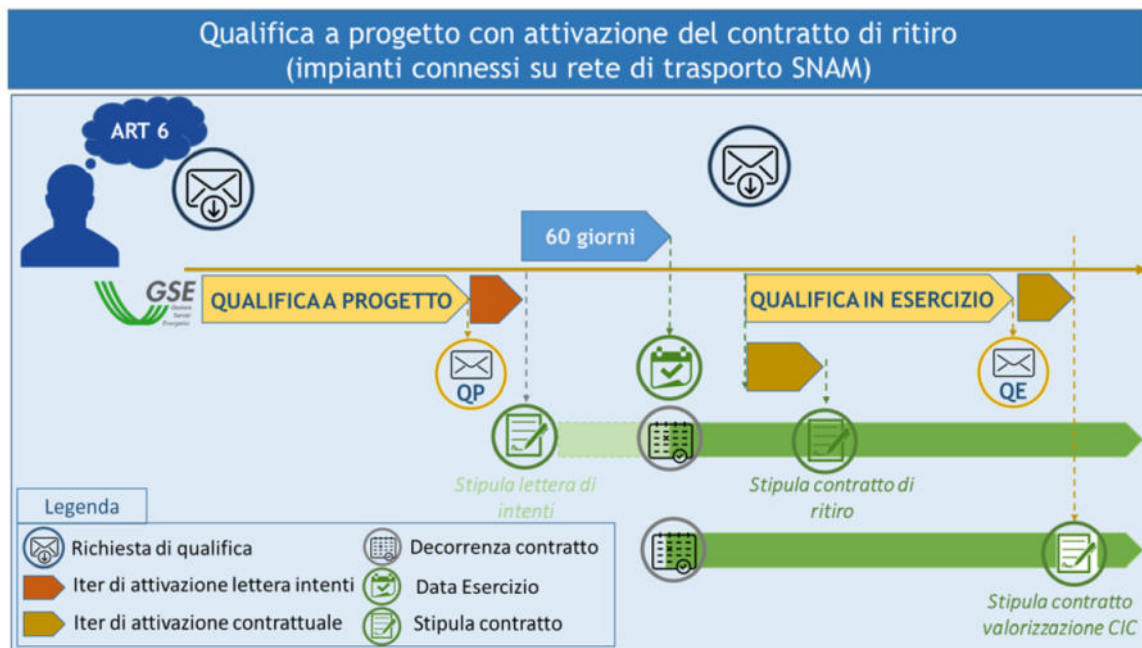 Qualifica a progetto con attivazione del contratto di ritiro
(impianti connessi su rete di trasporto SNAM)
ART 6
60 giorni
GSE
Gestore
Servizi
Energetici
QUALIFICA A PROGETTO
QUALIFICA IN ESERCIZIO
QP
QE
Stipula lettera di
intenti
Stipula contratto di
ritiro
Legenda
Richiesta di qualifica
Decorrenza contratto
Iter di attivazione lettera intenti
Data Esercizio
Iter di attivazione contrattuale
Stipula contratto
Stipula contratto
valorizzazione CIC